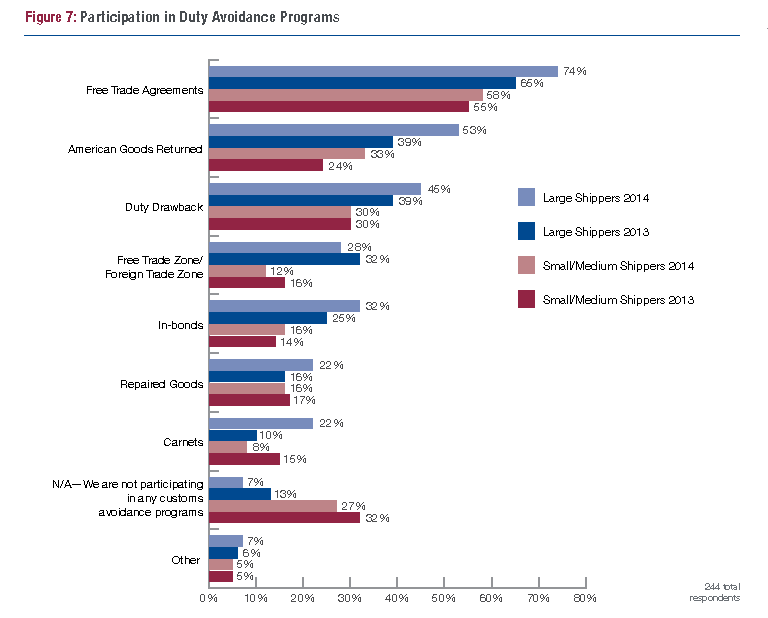 Figure 7: Participation in Duty Avoidance Programs
Free Trade Agreements
74%
65%
58%
55%
American Goods Returned
53%
39%
33%
24%
Duty Drawback
45%
39%
30%
30%
Free Trade Zone/
Foreign Trade Zone
28%
32%
12%
16%
In-bonds
32%
25%
16%
14%
Repaired Goods
22%
16%
16%
17%
Carnets
22%
10%
8%
15%
N/A—We are not participating
in any customs
avoidance programs
7%
13%
27%
32%
Other
7%
6%
5%
5%
0% 10% 20% 30% 40% 50% 60% 70% 80%
Large Shippers 2014
Large Shippers 2013
Small/Medium Shippers 2014
Small/Medium Shippers 2013
244 total
respondents